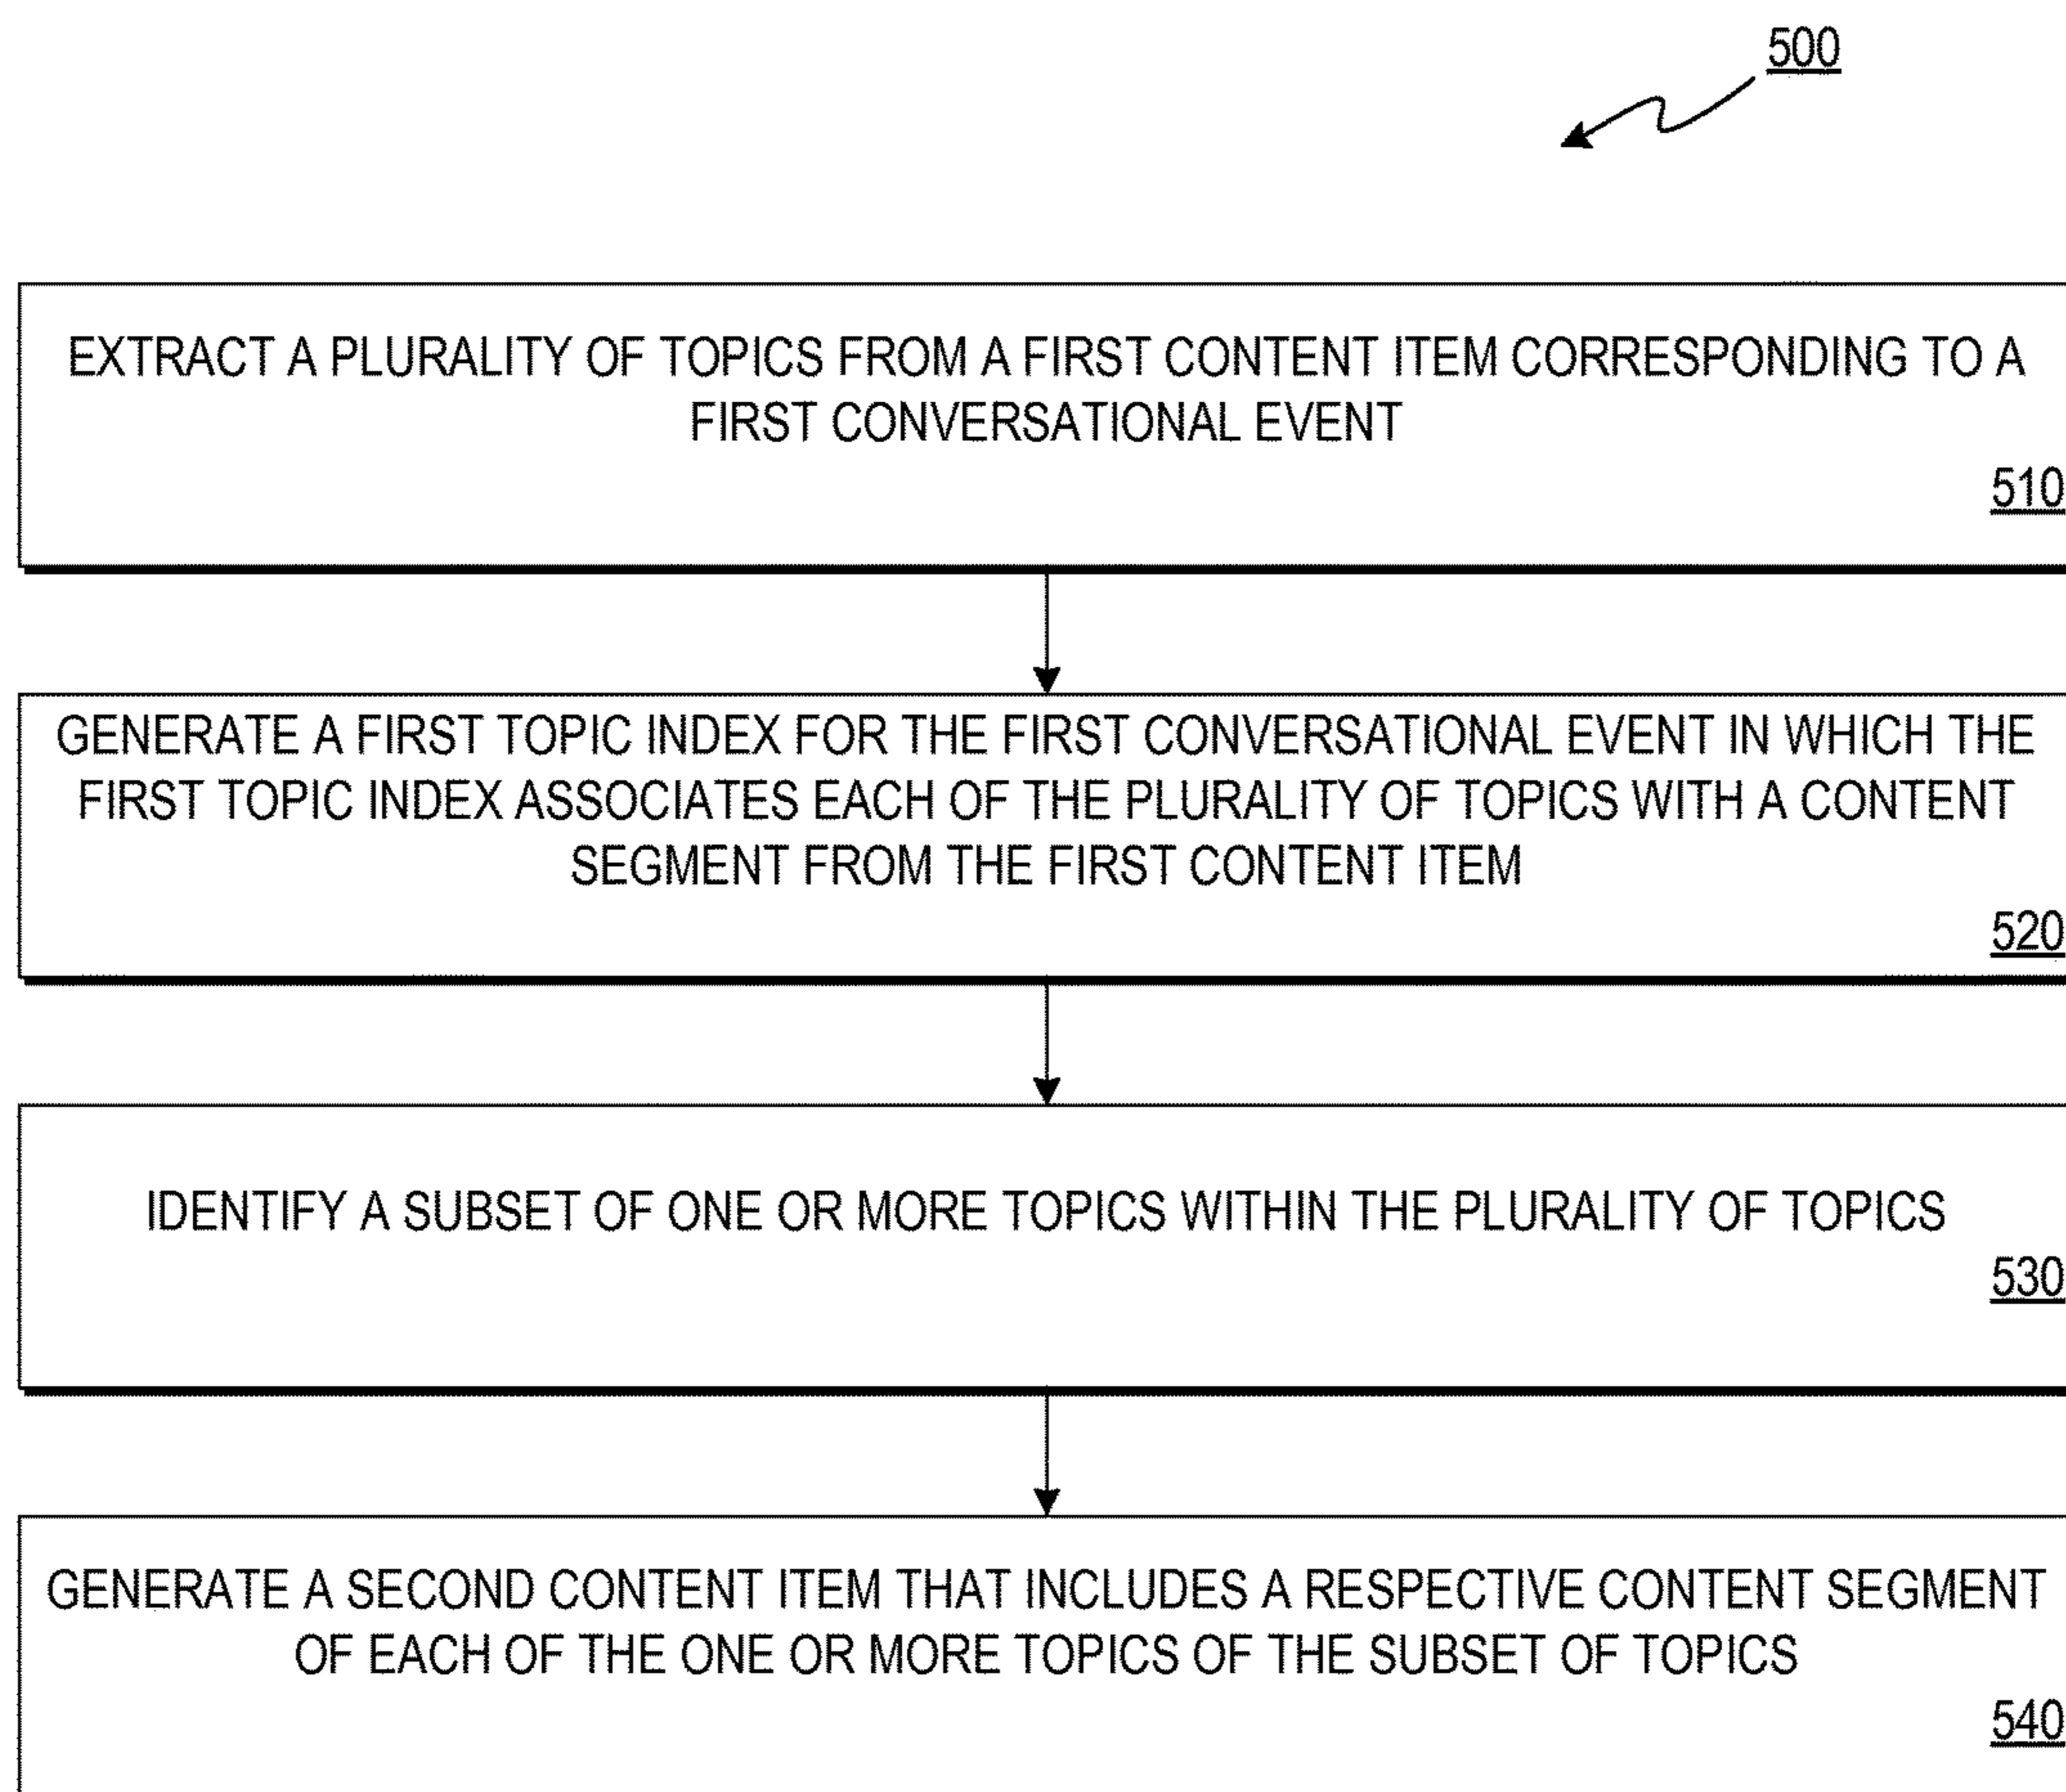 500
EXTRACT A PLURALITY OF TOPICS FROM A FIRST CONTENT ITEM CORRESPONDING TO A
FIRST CONVERSATIONAL EVENT
510
GENERATE A FIRST TOPIC INDEX FOR THE FIRST CONVERSATIONAL EVENT IN WHICH THE
FIRST TOPIC INDEX ASSOCIATES EACH OF THE PLURALITY OF TOPICS WITH A CONTENT
SEGMENT FROM THE FIRST CONTENT ITEM
520
IDENTIFY A SUBSET OF ONE OR MORE TOPICS WITHIN THE PLURALITY OF TOPICS
530
GENERATE A SECOND CONTENT ITEM THAT INCLUDES A RESPECTIVE CONTENT SEGMENT
OF EACH OF THE ONE OR MORE TOPICS OF THE SUBSET OF TOPICS
540